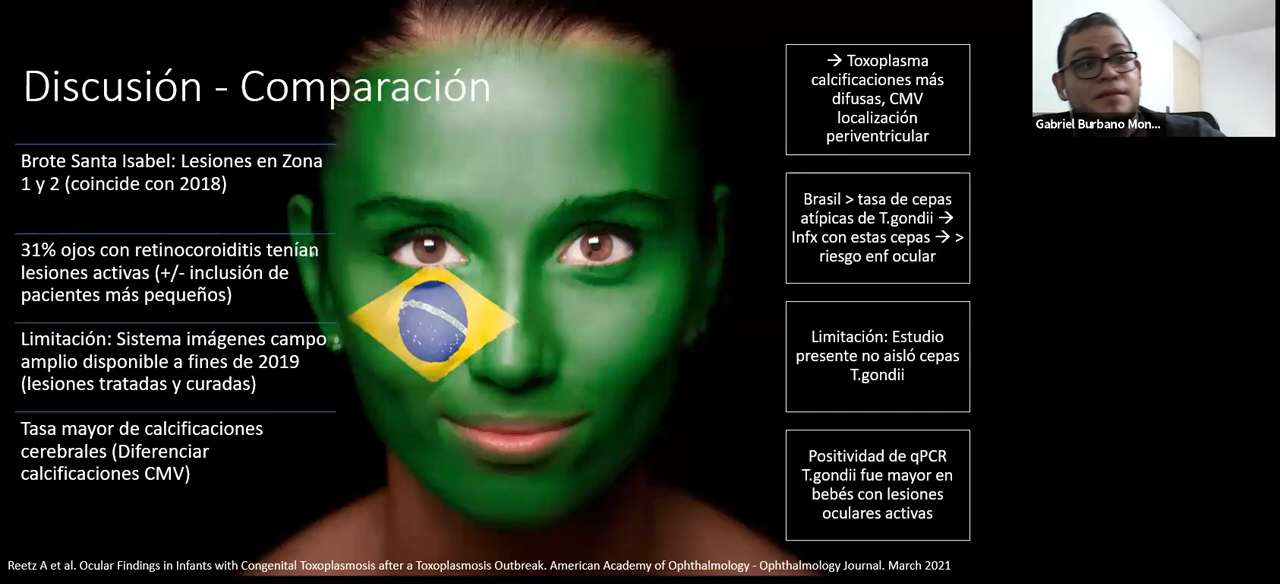 Discusión - Comparación
Brote Santa Isabel: Lesiones en Zona
1 y 2 (coincide con 2018)
31% ojos con retinocoroiditis tenían
lesiones activas (+/- inclusión de
pacientes más pequeños)
Limitación: Sistema imágenes campo
amplio disponible a fines de 2019
(lesiones tratadas y curadas)
Tasa mayor de calcificaciones
cerebrales (Diferenciar
calcificaciones CMV)
→ Toxoplasma
calcificaciones más
difusas, CMV
localización
periventricular
Brasil > tasa de cepas
atípicas de T.gondii →
Infx con estas cepas → >
riesgo enf ocular
Limitación: Estudio
presente no aisló cepas
T.gondii
Positividad de qPCR
T.gondii fue mayor en
bebés con lesiones
oculares activas
Reetz A et al. Ocular Findings in Infants with Congenital Toxoplasmosis after a Toxoplasmosis Outbreak. American Academy of Ophthalmology - Ophthalmology Journal. March 2021
Gabriel Burbano Mon...